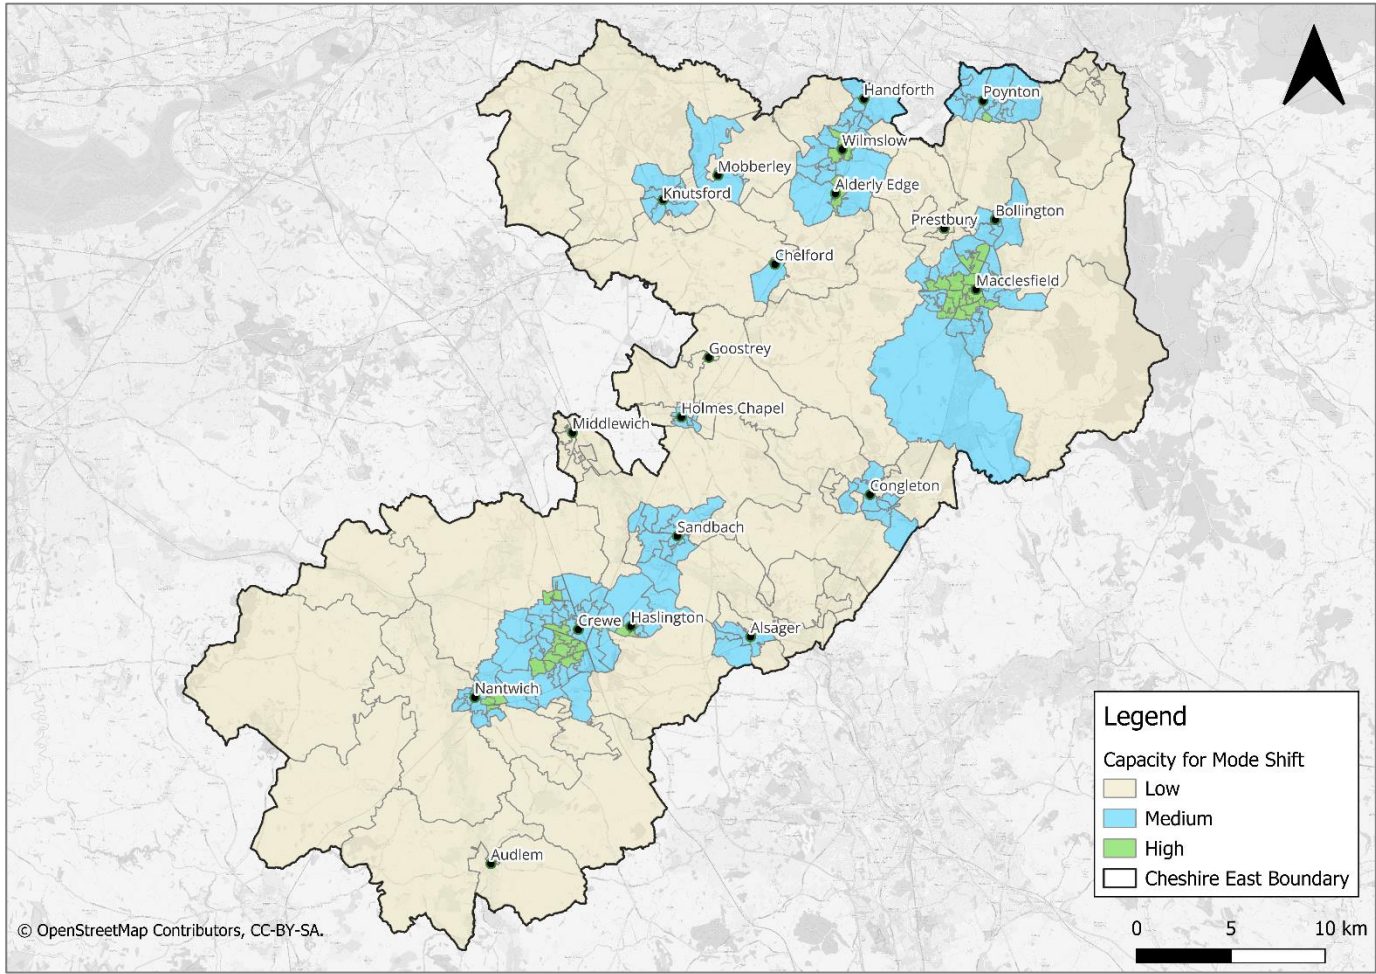 Handforth
Poynton
Wilmslow
Mobberley
Alderly Edge
Knutsford
Bollington
Prestbury
Chelford
Macclesfield
Goostrey
Holmes Chapel
Middlewich
Congleton
Sandbach
Crewe
Haslington
Alsager
Nantwich
Audlem
Legend
Capacity for Mode Shift
Low
Medium
High
Cheshire East Boundary
© OpenStreetMap Contributors, CC-BY-SA.
0 5 10 km